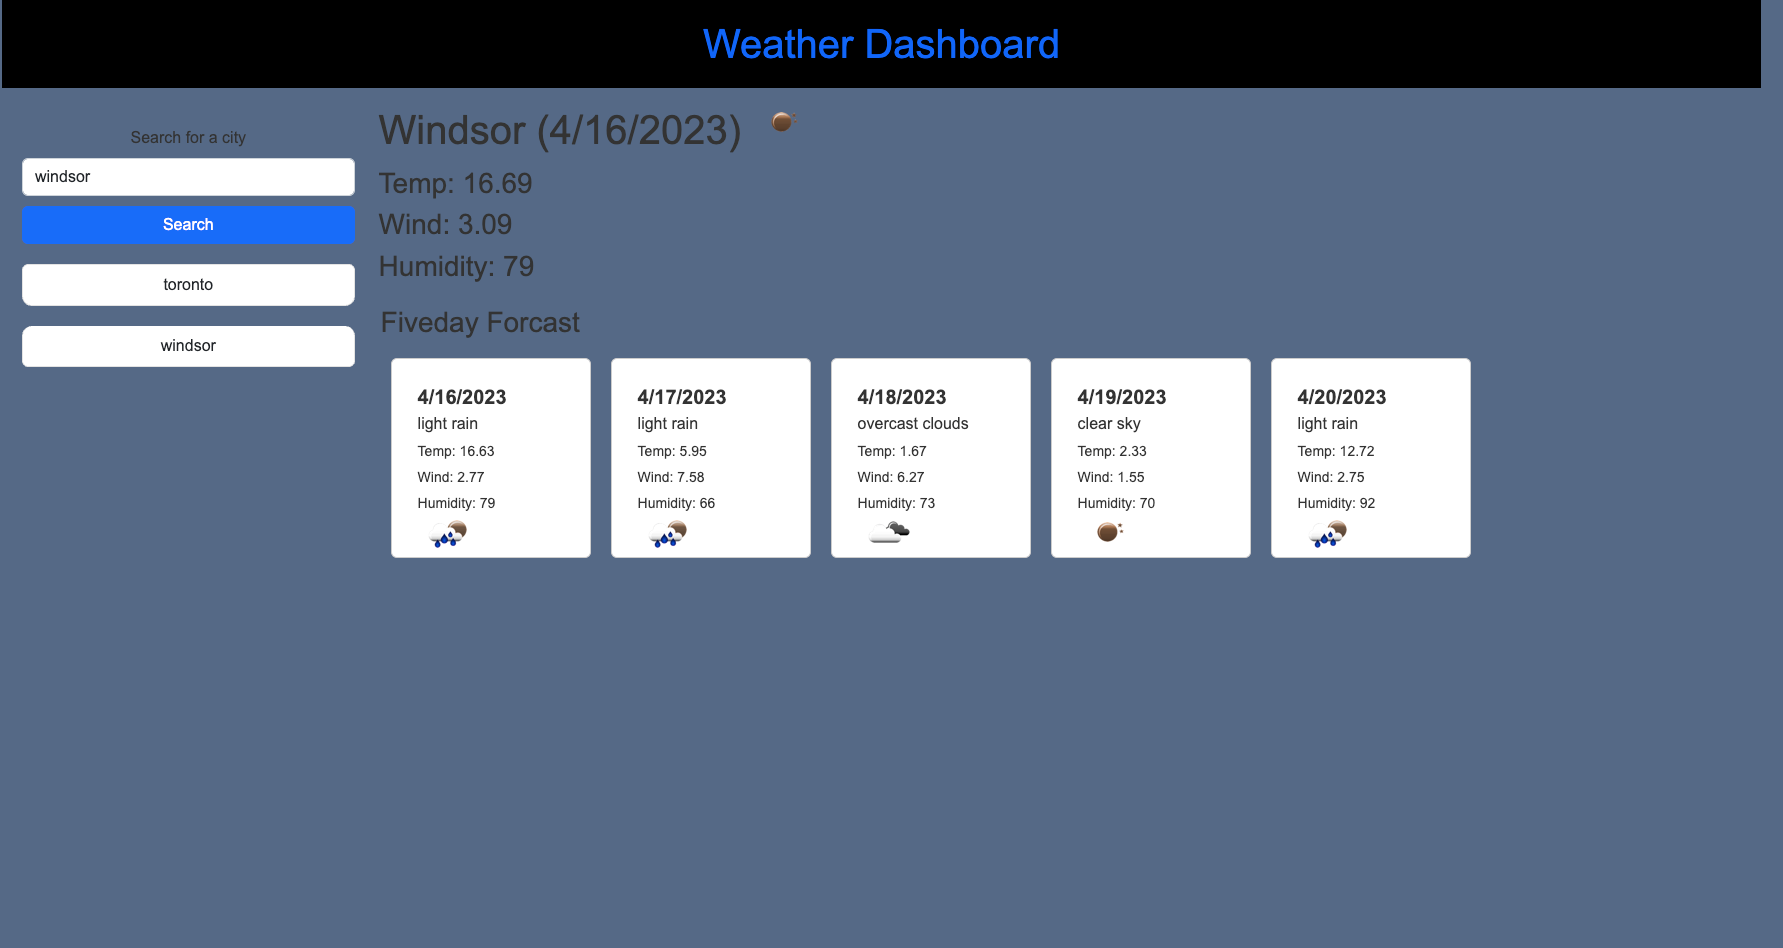 Weather Dashboard
Search for a city
windsor
Search
toronto
windsor
Windsor (4/16/2023)
Temp: 16.69
Wind: 3.09
Humidity: 79
Fiveday Forcast
4/16/2023
light rain
Temp: 16.63
Wind: 2.77
Humidity: 79
4/17/2023
light rain
Temp: 5.95
Wind: 7.58
Humidity: 66
4/18/2023
overcast clouds
Temp: 1.67
Wind: 6.27
Humidity: 73
4/19/2023
clear sky
Temp: 2.33
Wind: 1.55
Humidity: 70
4/20/2023
light rain
Temp: 12.72
Wind: 2.75
Humidity: 92